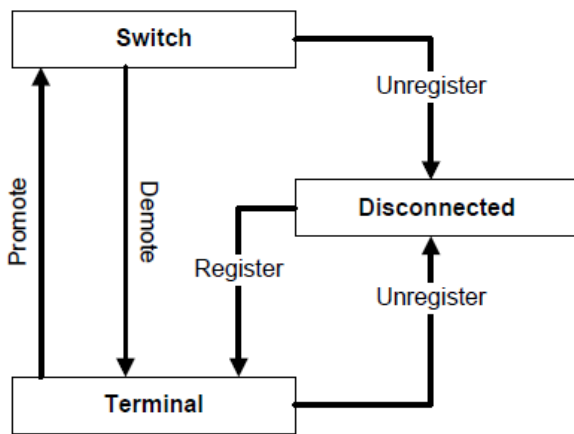 Switch
Unregister
Promote
Demote
Disconnected
Register
Unregister
Terminal